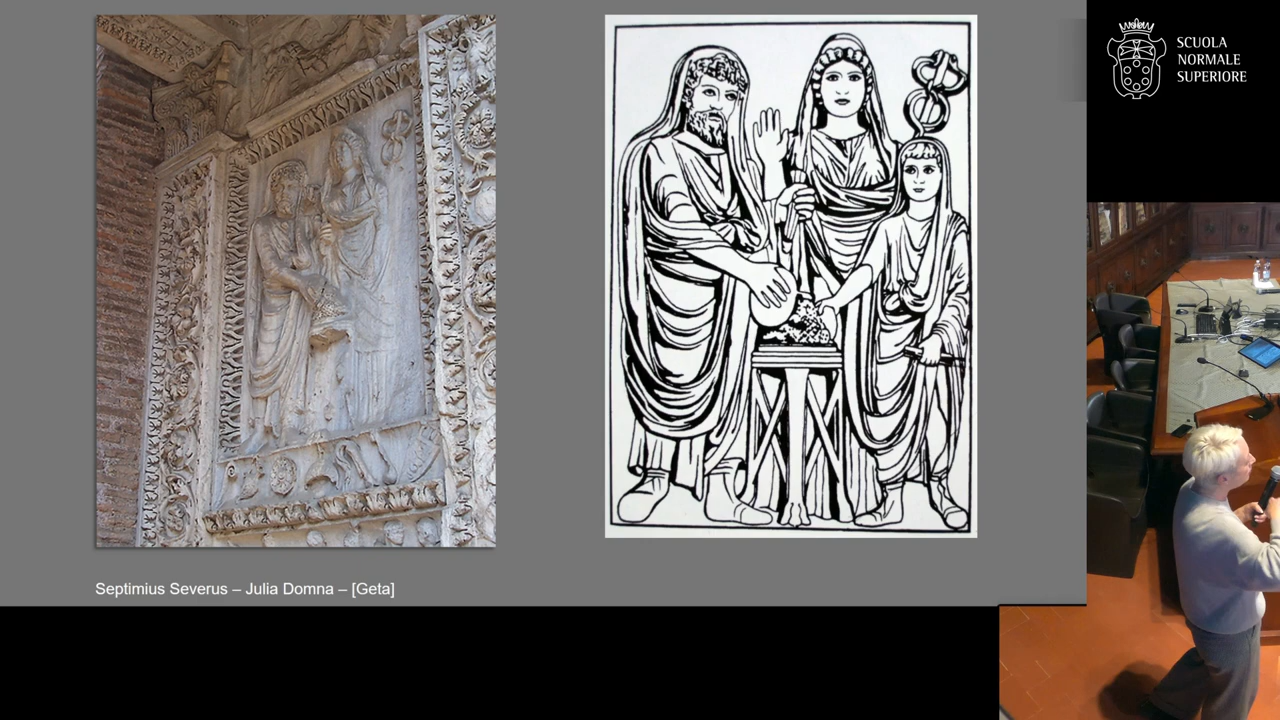 SCUOLA
NORMALE
SUPERIORE
Septimius Severus – Julia Domna – [Geta]